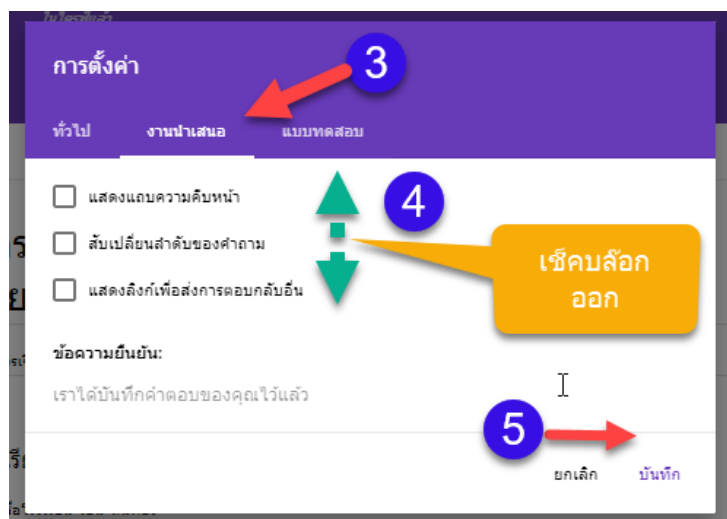 การตั้งค่า
3
ทั่วไป งานนำเสนอ แบบทดสอบ
แสดงแถบความคืบหน้า
4
สับเปลี่ยนลำดับของคำถาม
เช็คบล๊อก
ออก
แสดงลิงก์เพื่อส่งการตอบกลับอื่น
ข้อความยืนยัน:
เราได้บันทึกคำตอบของคุณไว้แล้ว
5
ยกเลิก บันทึก